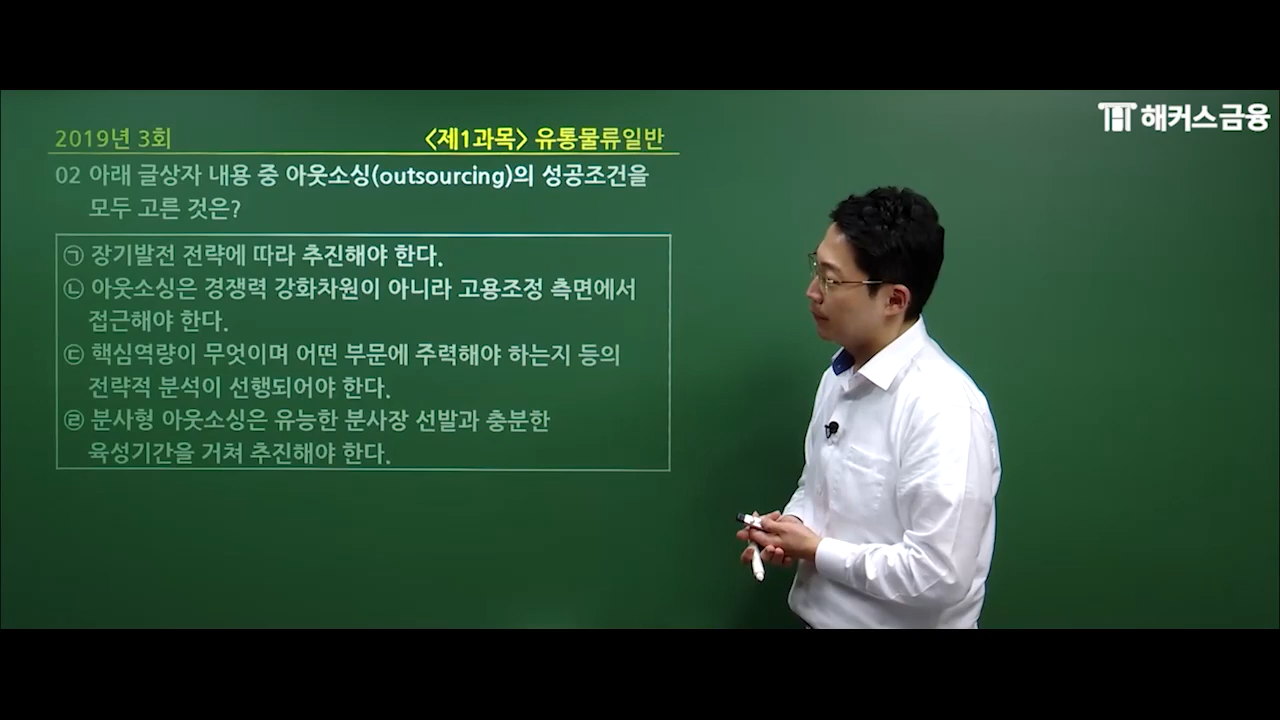 해커스금융
2019년 3회 <제1과목> 유통물류일반
02 아래 글상자 내용 중 아웃소싱(outsourcing)의 성공조건을
모두 고른 것은?
㉠ 장기발전 전략에 따라 추진해야 한다.
㉡ 아웃소싱은 경쟁력 강화차원이 아니라 고용조정 측면에서
접근해야 한다.
㉢ 핵심역량이 무엇이며 어떤 부문에 주력해야 하는지 등의
전략적 분석이 선행되어야 한다.
㉣ 분사형 아웃소싱은 유능한 분사장 선발과 충분한
육성기간을 거쳐 추진해야 한다.